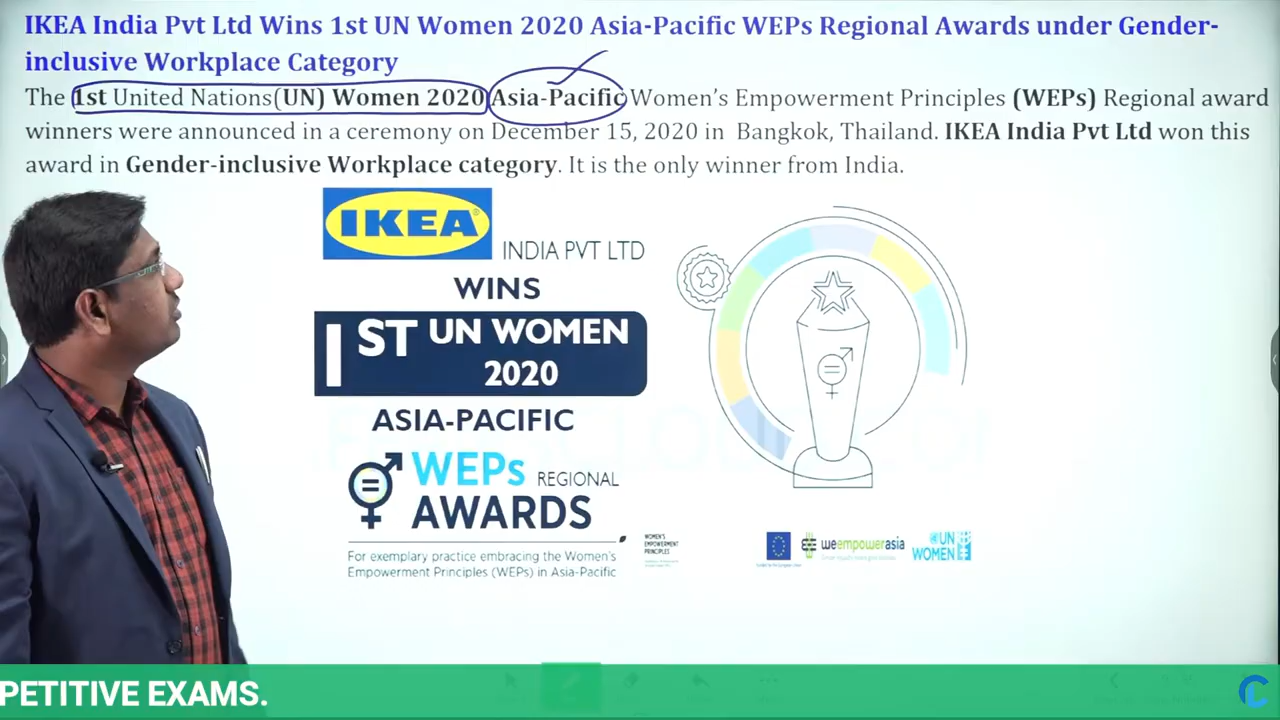 IKEA India Pvt Ltd Wins 1st UN Women 2020 Asia-Pacific WEPs Regional Awards under Gender-
inclusive Workplace Category
The 1st United Nations(UN) Women 2020 Asia-Pacific Women's Empowerment Principles (WEPs) Regional award
winners were announced in a ceremony on December 15, 2020 in Bangkok, Thailand. IKEA India Pvt Ltd won this
award in Gender-inclusive Workplace category. It is the only winner from India.
IKEA
INDIA PVT LTD
WINS
1ST UN WOMEN
2020
ASIA-PACIFIC
WEPs REGIONAL
AWARDS
For exemplary practice embracing the Women's
Empowerment Principles (WEPs) in Asia-Pacific
WOMEN'S
EMPOWERMENT
PRINCIPLES
weempowerasia
UN
WOMEN
PETITIVE EXAMS.